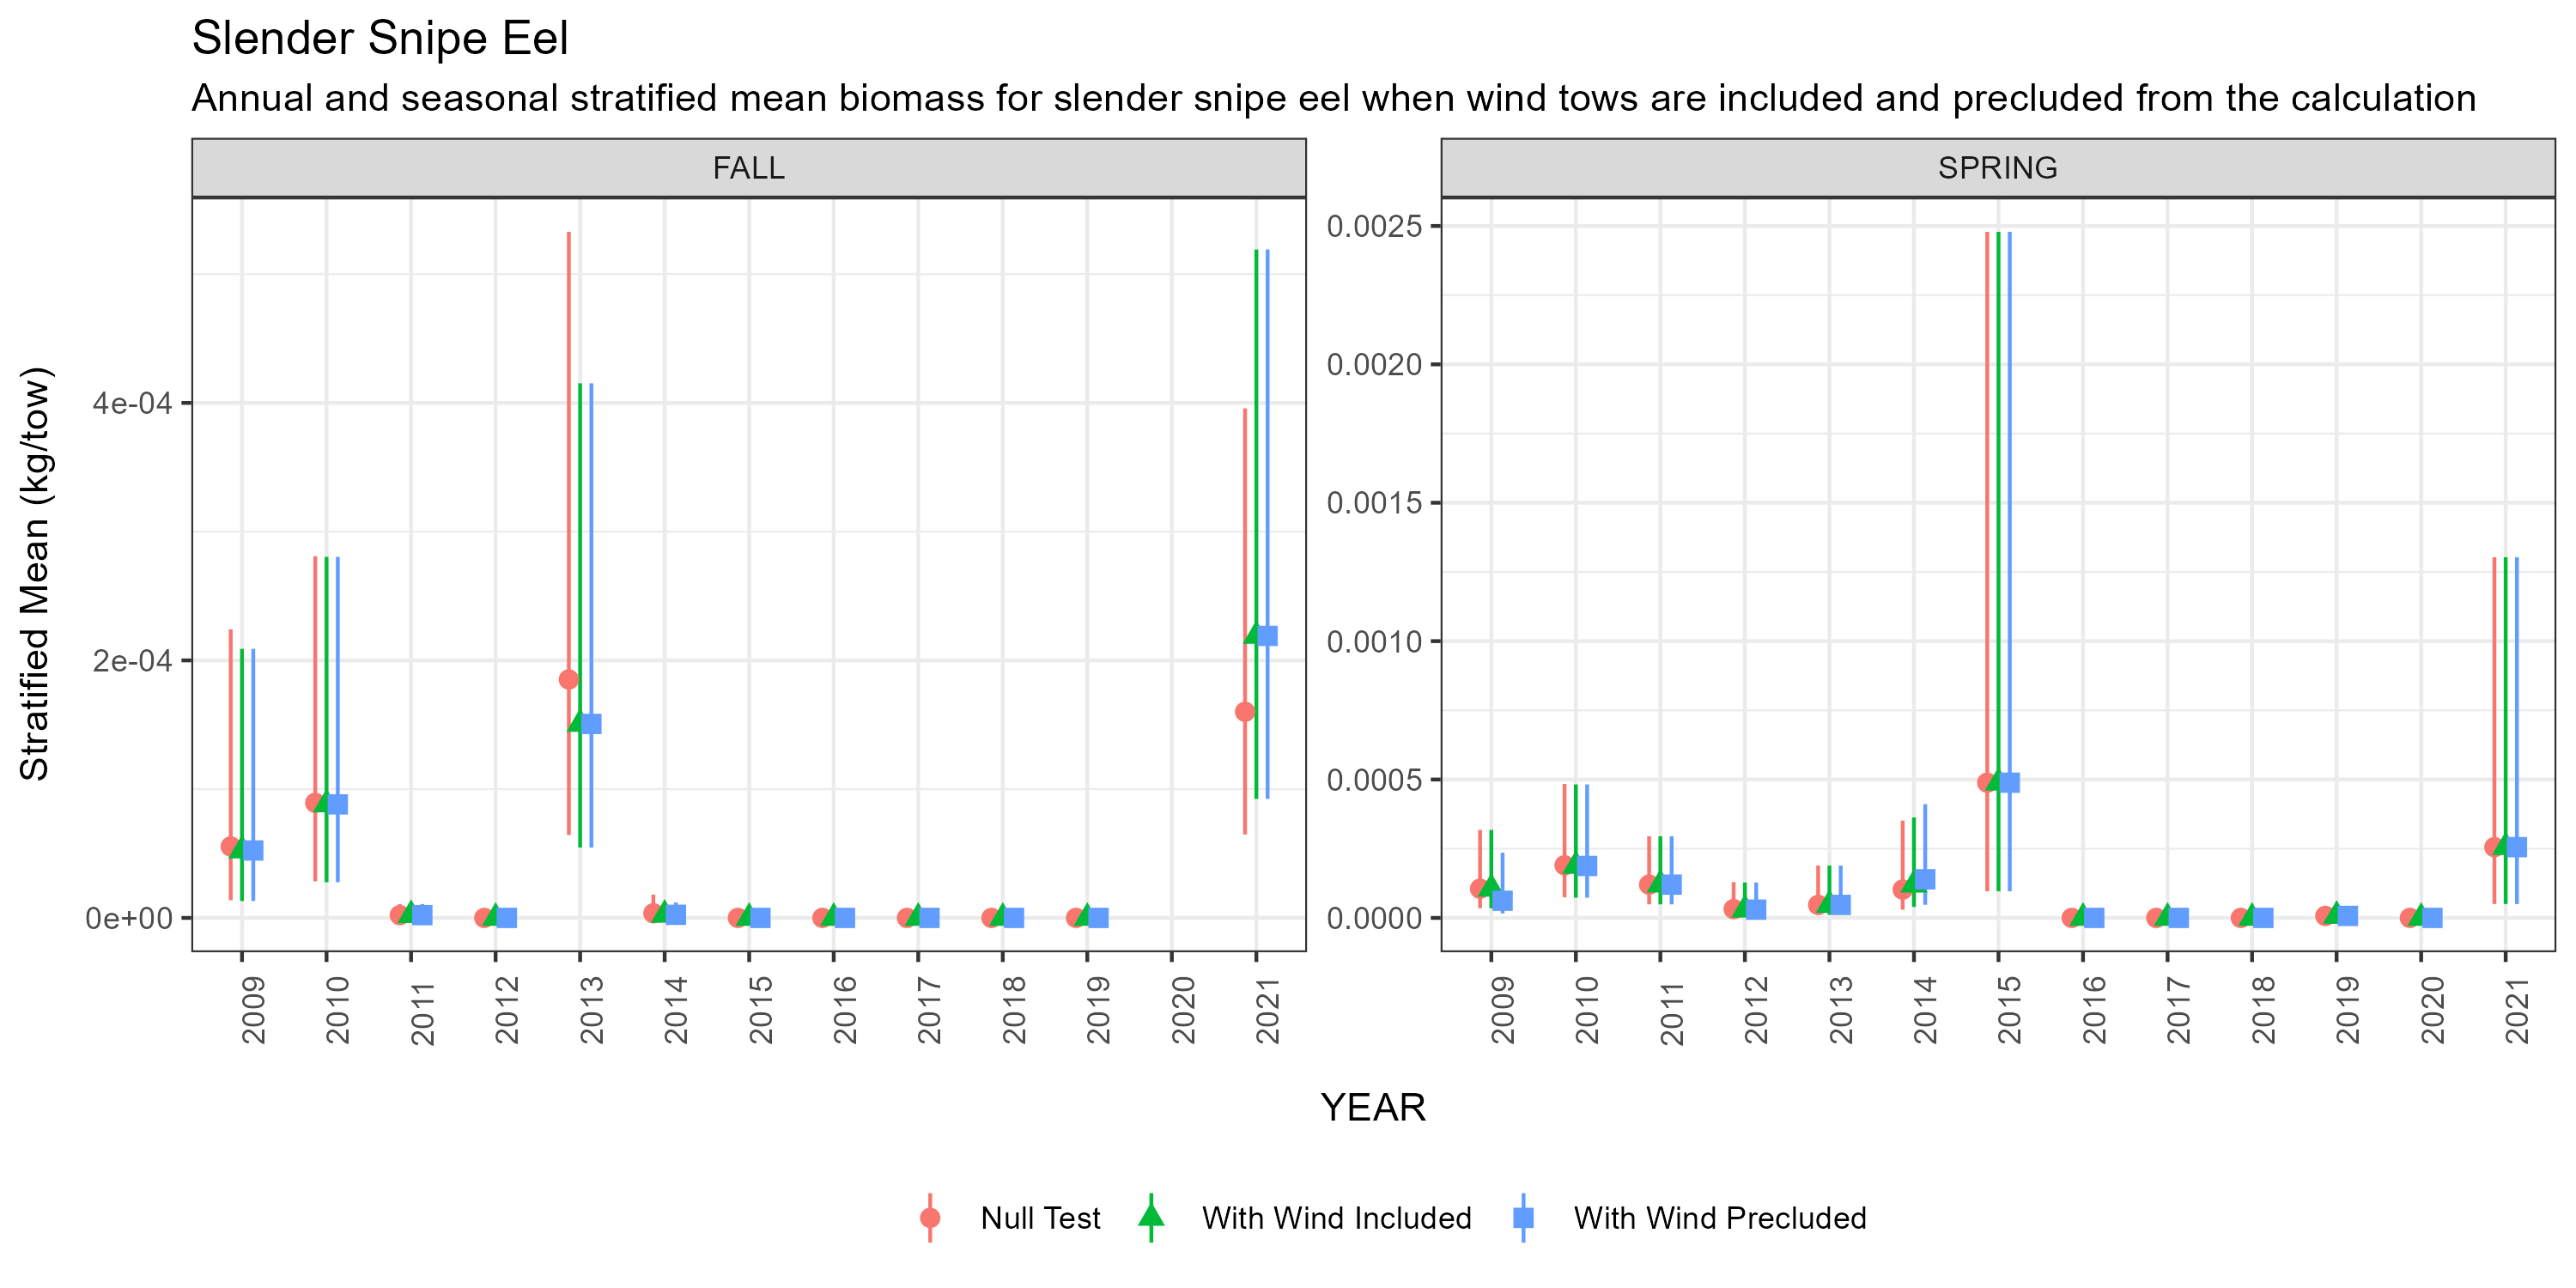 Slender Snipe Eel
Annual and seasonal stratified mean biomass for slender snipe eel when wind tows are included and precluded from the calculation
FALL
SPRING
Stratified Mean (kg/tow)
4e-04
2e-04
0e+00
0.0025
0.0020
0.0015
0.0010
0.0005
0.0000
2009 2010 2011 2012 2013 2014 2015 2016 2017 2018 2019 2020 2021
2009 2010 2011 2012 2013 2014 2015 2016 2017 2018 2019 2020 2021
YEAR
Null Test With Wind Included With Wind Precluded